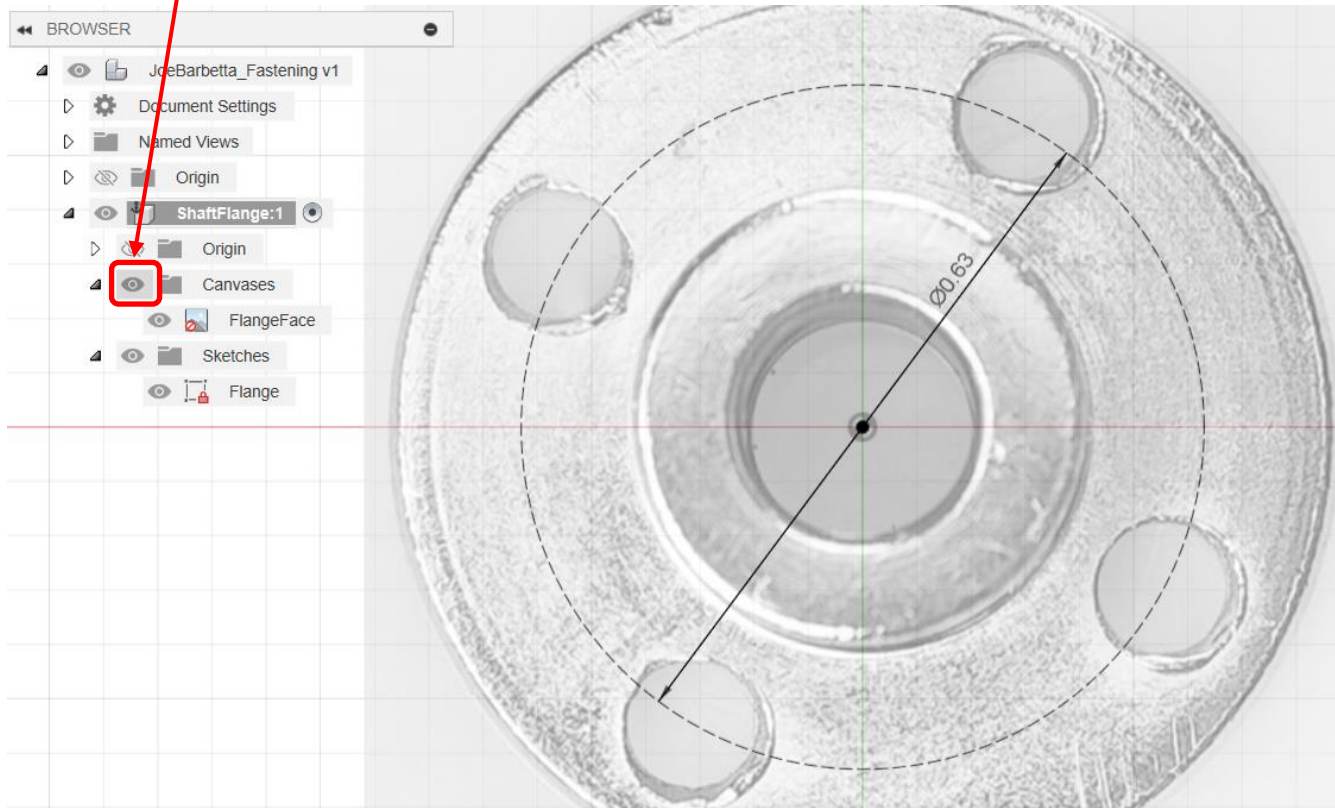 BROWSER
JoeBarbetta_Fastening v1
Document Settings
Named Views
Origin
ShaftFlange:1
Origin
Canvases
FlangeFace
Sketches
Flange
Ø0.63